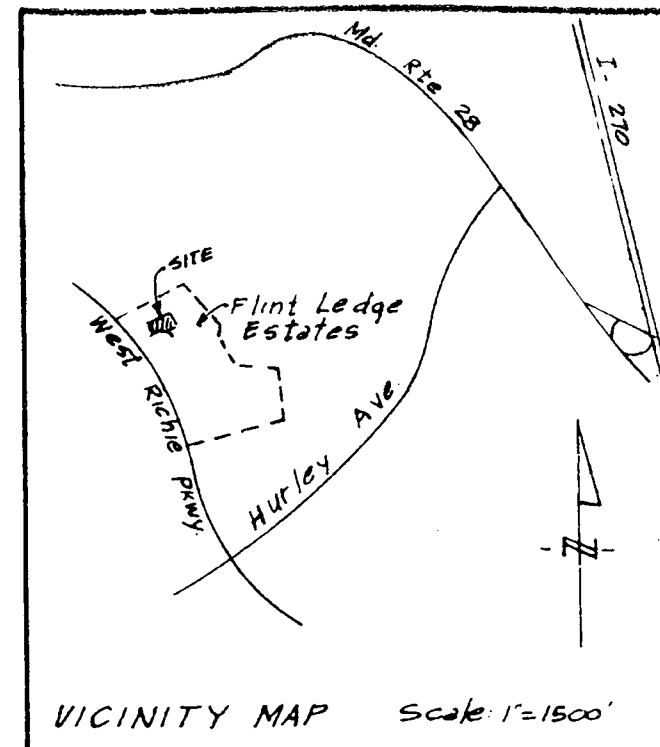 Md. Rte 28
I-270
SITE
Flint Ledge
Estates
West Richie PKWY.
Hurley Ave.
N
VICINITY MAP Scale: 1"=1500'